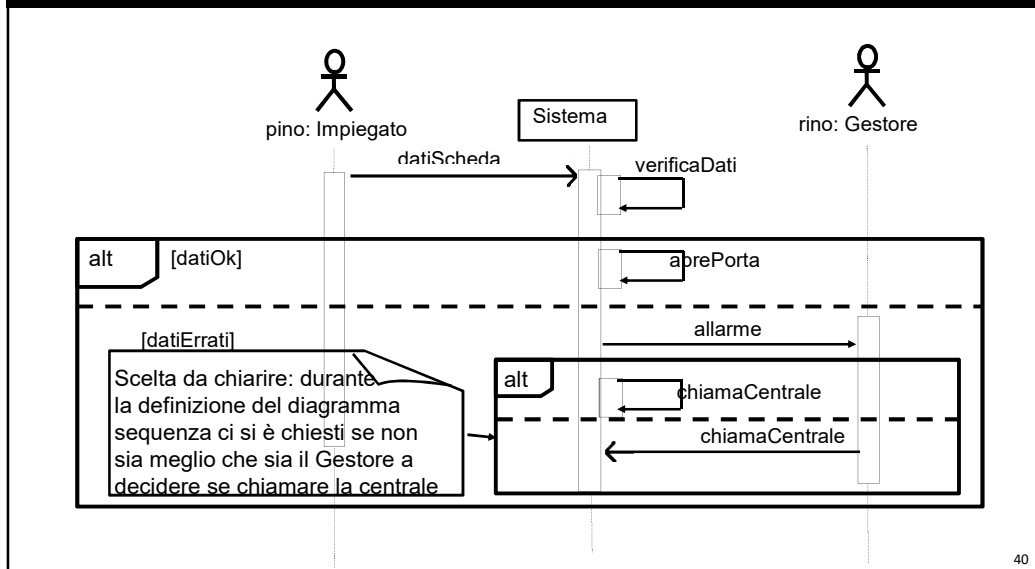 pino: Impiegato
Sistema
rino: Gestore
datiScheda
verificaDati
alt
[datiOk]
aprePorta
[datiErrati]
allarme
Scelta da chiarire: durante
la definizione del diagramma
sequenza ci si è chiesti se non
sia meglio che sia il Gestore a
decidere se chiamare la centrale
alt
chiamaCentrale
chiamaCentrale
40